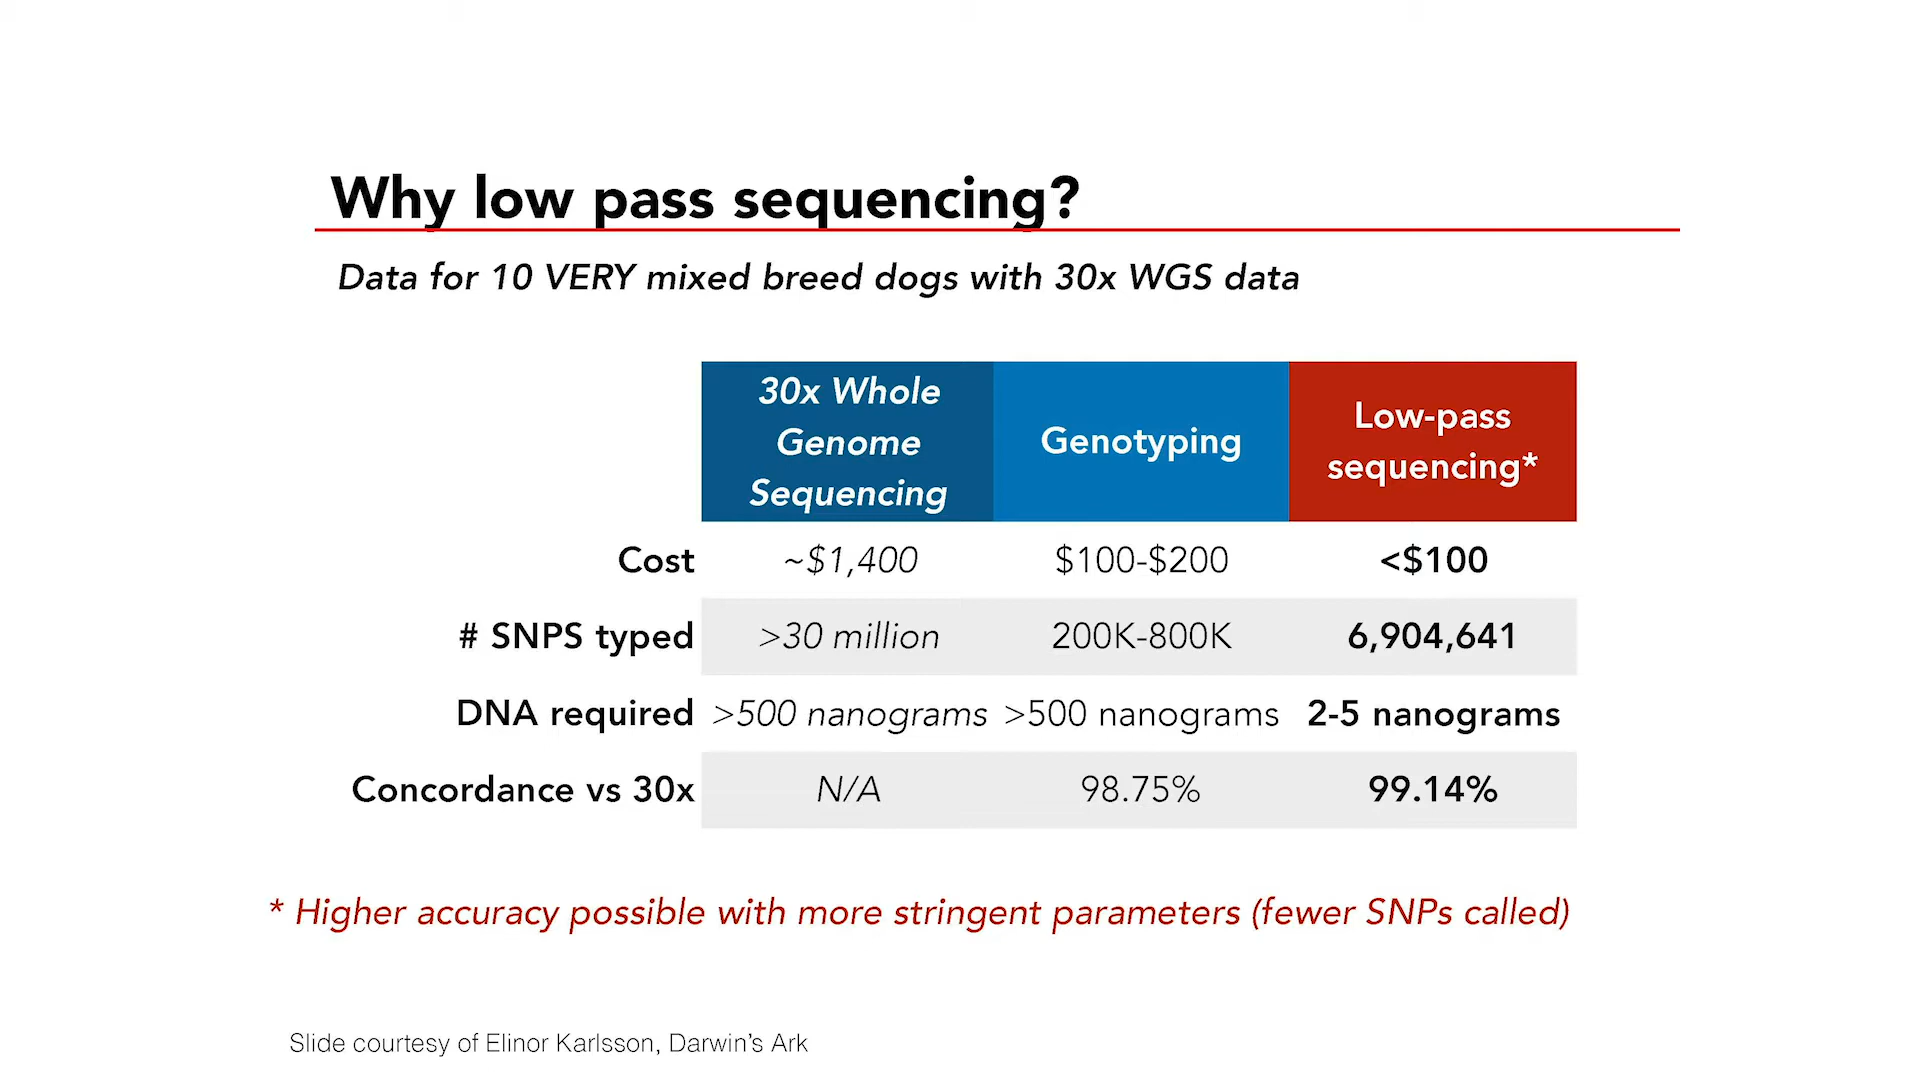 Why low pass sequencing?
Data for 10 VERY mixed breed dogs with 30x WGS data
30x Whole
Genome
Sequencing
Genotyping
Low-pass
sequencing*
Cost ~$1,400 $100-$200 <$100
# SNPS typed >30 million 200K-800K 6,904,641
DNA required >500 nanograms >500 nanograms 2-5 nanograms
Concordance vs 30x N/A 98.75% 99.14%
* Higher accuracy possible with more stringent parameters (fewer SNPs called)
Slide courtesy of Elinor Karlsson, Darwin's Ark